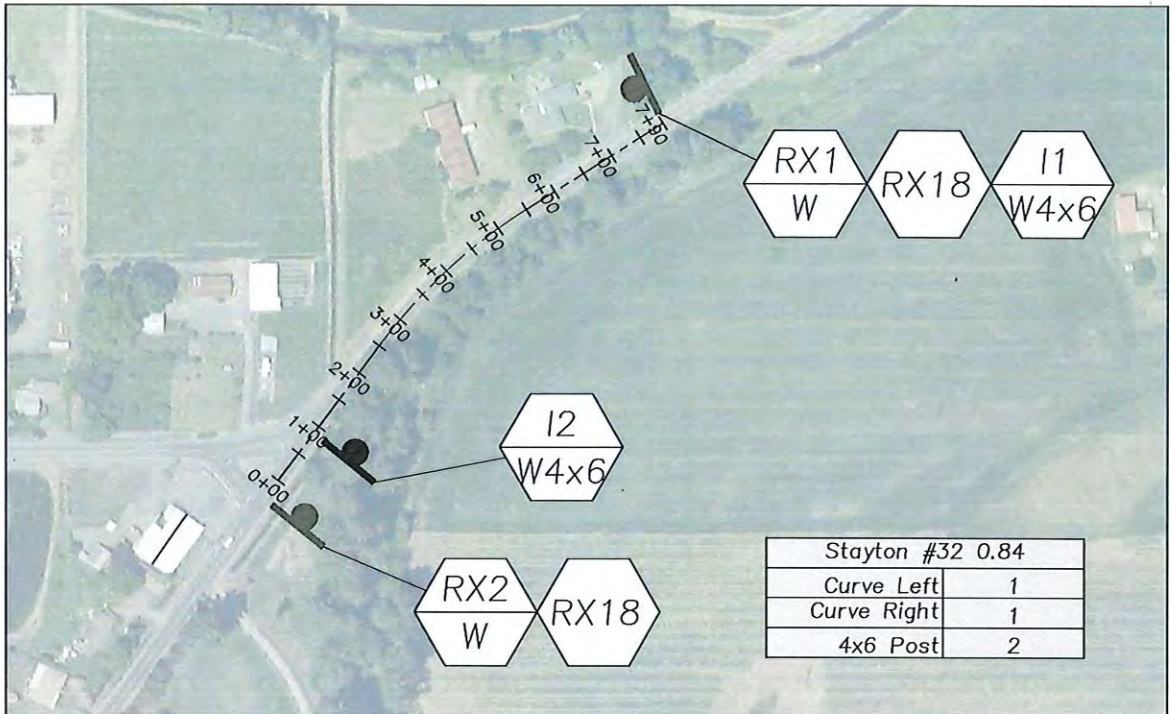 7+90
7+00
6+00
5+00
4+00
3+00
2+00
1+00
0+00
RX1
W
RX18
I1
W4x6
I2
W4x6
RX2
W
RX18
Stayton #32 0.84
Curve Left 1
Curve Right 1
4x6 Post 2